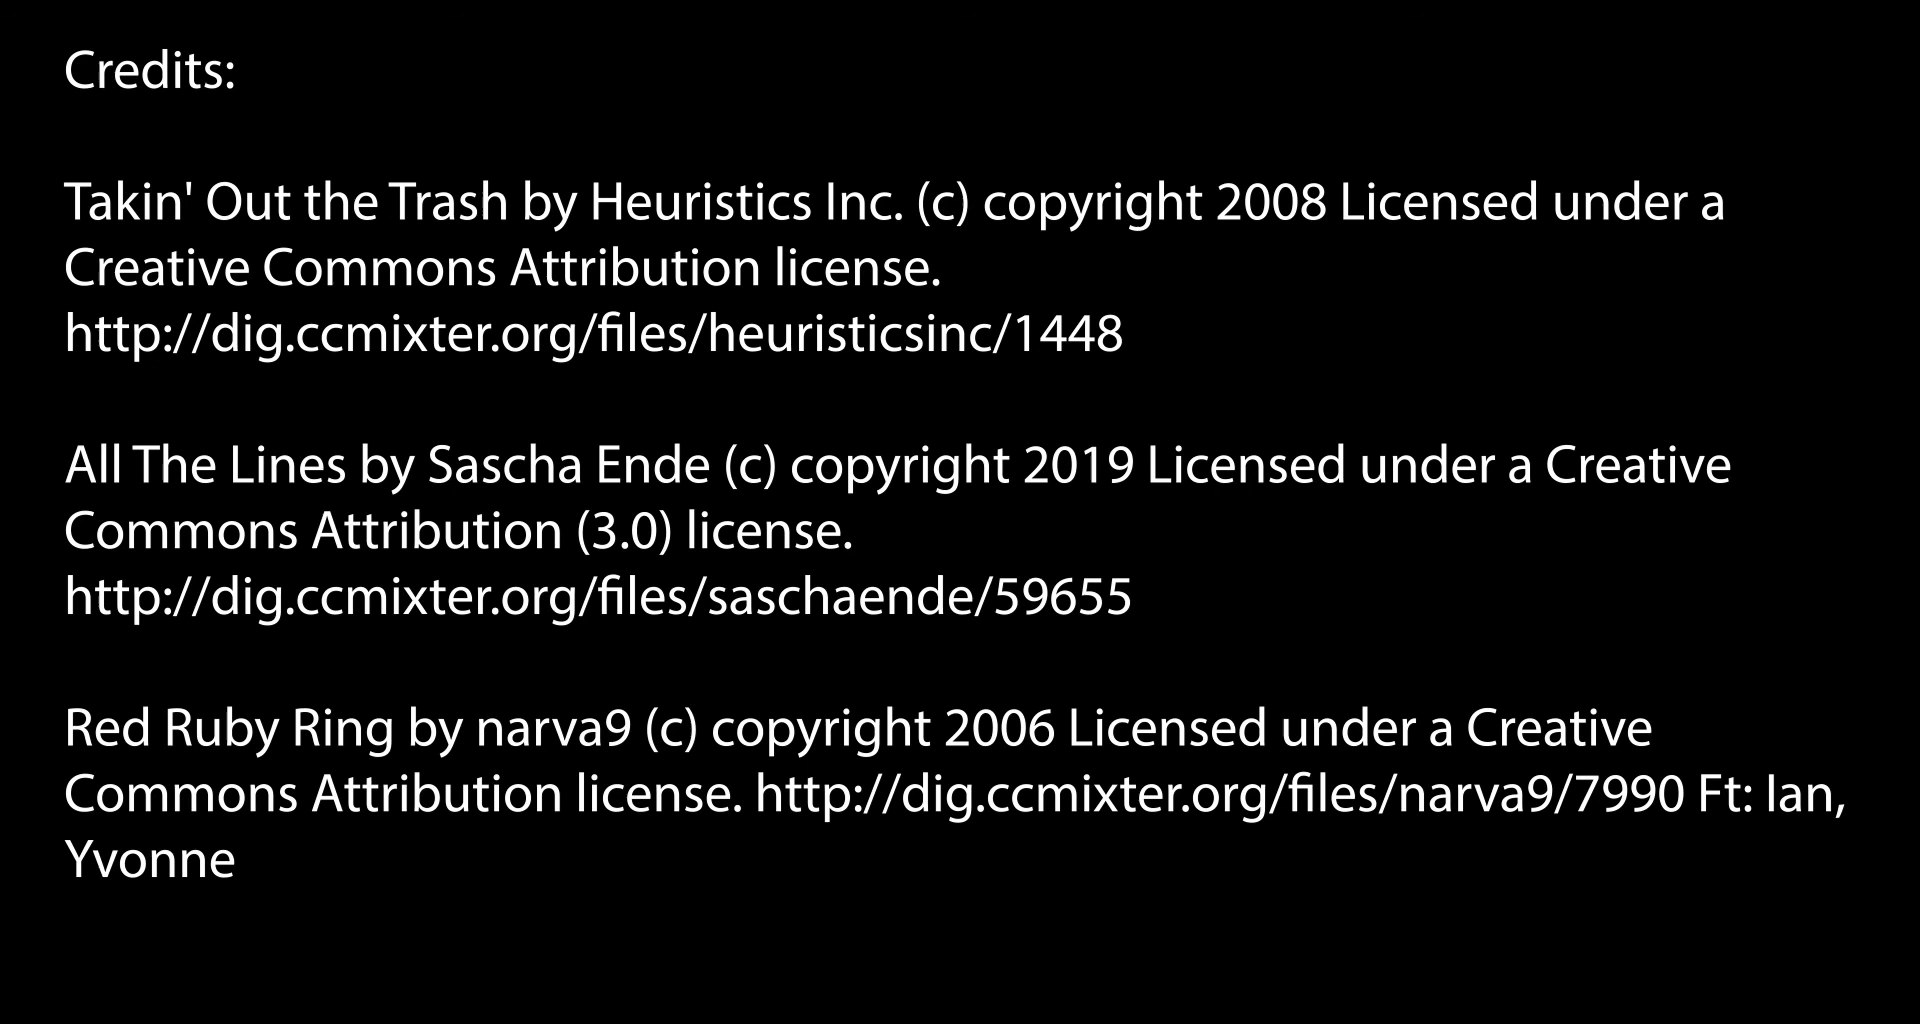 Credits:
Takin' Out the Trash by Heuristics Inc. (c) copyright 2008 Licensed under a
Creative Commons Attribution license.
http://dig.ccmixter.org/files/heuristicsinc/1448
All The Lines by Sascha Ende (c) copyright 2019 Licensed under a Creative
Commons Attribution (3.0) license.
http://dig.ccmixter.org/files/saschaende/59655
Red Ruby Ring by narva9 (c) copyright 2006 Licensed under a Creative
Commons Attribution license. http://dig.ccmixter.org/files/narva9/7990 Ft: Ian,
Yvonne